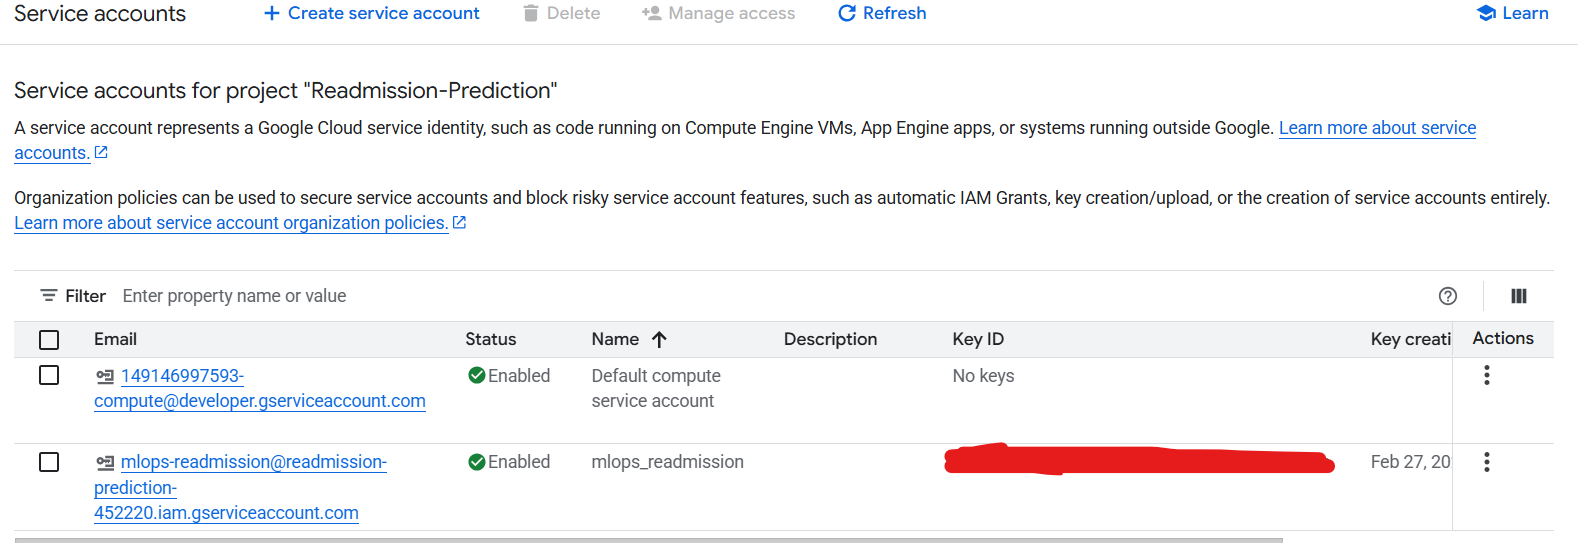 Service accounts
Create service account
Delete
Manage access
Refresh
Learn
Service accounts for project "Readmission-Prediction"
A service account represents a Google Cloud service identity, such as code running on Compute Engine VMs, App Engine apps, or systems running outside Google. Learn more about service
accounts.
Organization policies can be used to secure service accounts and block risky service account features, such as automatic IAM Grants, key creation/upload, or the creation of service accounts entirely.
Learn more about service account organization policies.
Filter Enter property name or value
Email Status Name Description Key ID Key creati Actions
149146997593- Enabled Default compute No keys
compute@developer.gserviceaccount.com service account
mlops-readmission@readmission- Enabled mlops_readmission Feb 27, 20
prediction-
452220.iam.gserviceaccount.com